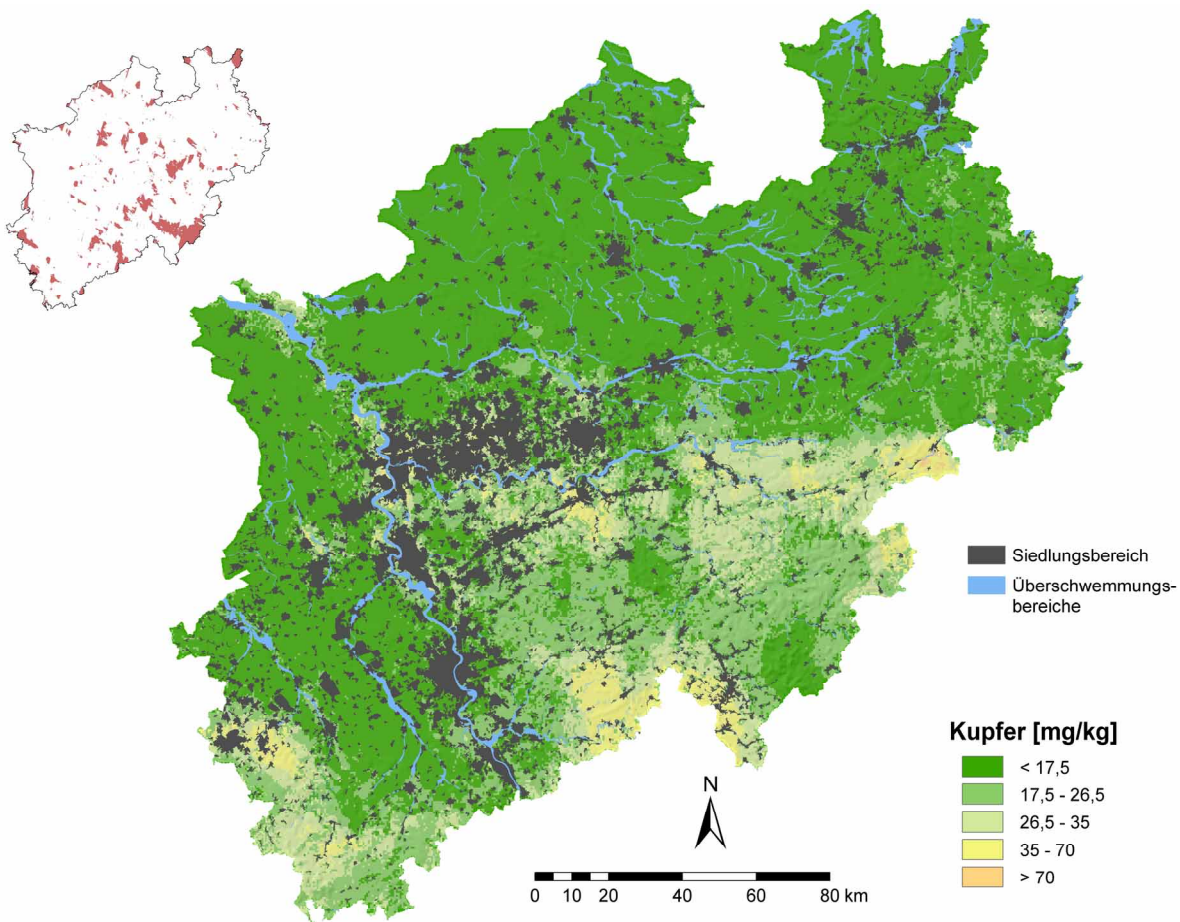 Siedlungsbereich
Überschwemmungs-
bereiche
Kupfer [mg/kg]
< 17,5
17,5 - 26,5
26,5 - 35
35 - 70
> 70
N
0 10 20 40 60 80 km